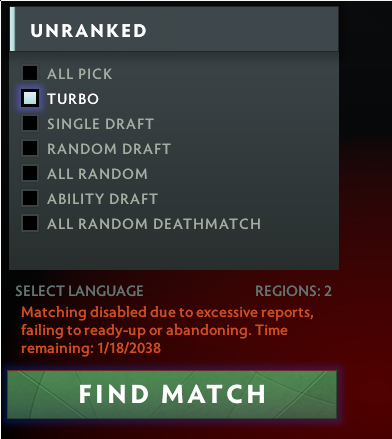 UNRANKED
ALL PICK
TURBO
SINGLE DRAFT
RANDOM DRAFT
ALL RANDOM
ABILITY DRAFT
ALL RANDOM DEATHMATCH
SELECT LANGUAGE REGIONS: 2
Matching disabled due to excessive reports,
failing to ready-up or abandoning. Time
remaining: 1/18/2038
FIND MATCH